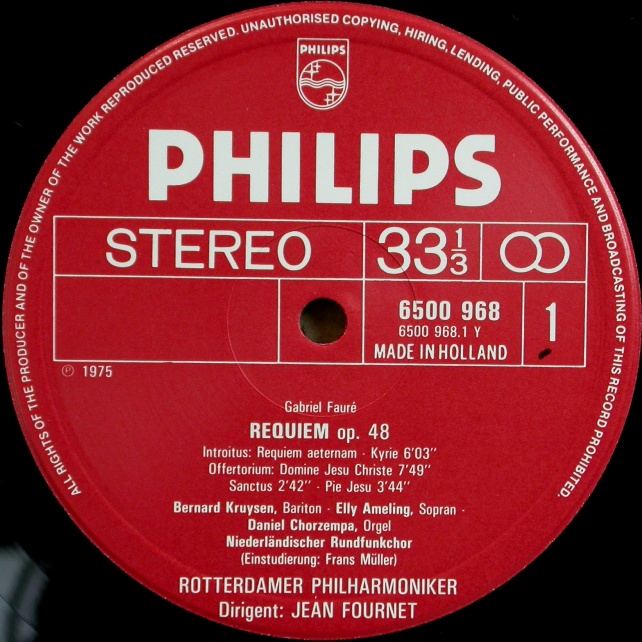 ALL RIGHTS OF THE PRODUCER AND OF THE OWNER OF THE WORK REPRODUCED RESERVED. UNAUTHORISED COPYING, HIRING, LENDING, PUBLIC PERFORMANCE AND BROADCASTING OF THIS RECORD PROHIBITED.
PHILIPS
PHILIPS
STEREO 33 1/3
6500 968
6500 968.1 Y
MADE IN HOLLAND
1
Ⓟ 1975
Gabriel Fauré
REQUIEM op. 48
Introitus: Requiem aeternam · Kyrie 6'03"
Offertorium: Domine Jesu Christe 7'49"
Sanctus 2'42" · Pie Jesu 3'44"
Bernard Kruysen, Bariton · Elly Ameling, Sopran ·
Daniel Chorzempa, Orgel
Niederländischer Rundfunkchor
(Einstudierung: Frans Müller)
ROTTERDAMER PHILHARMONIKER
Dirigent: JEAN FOURNET